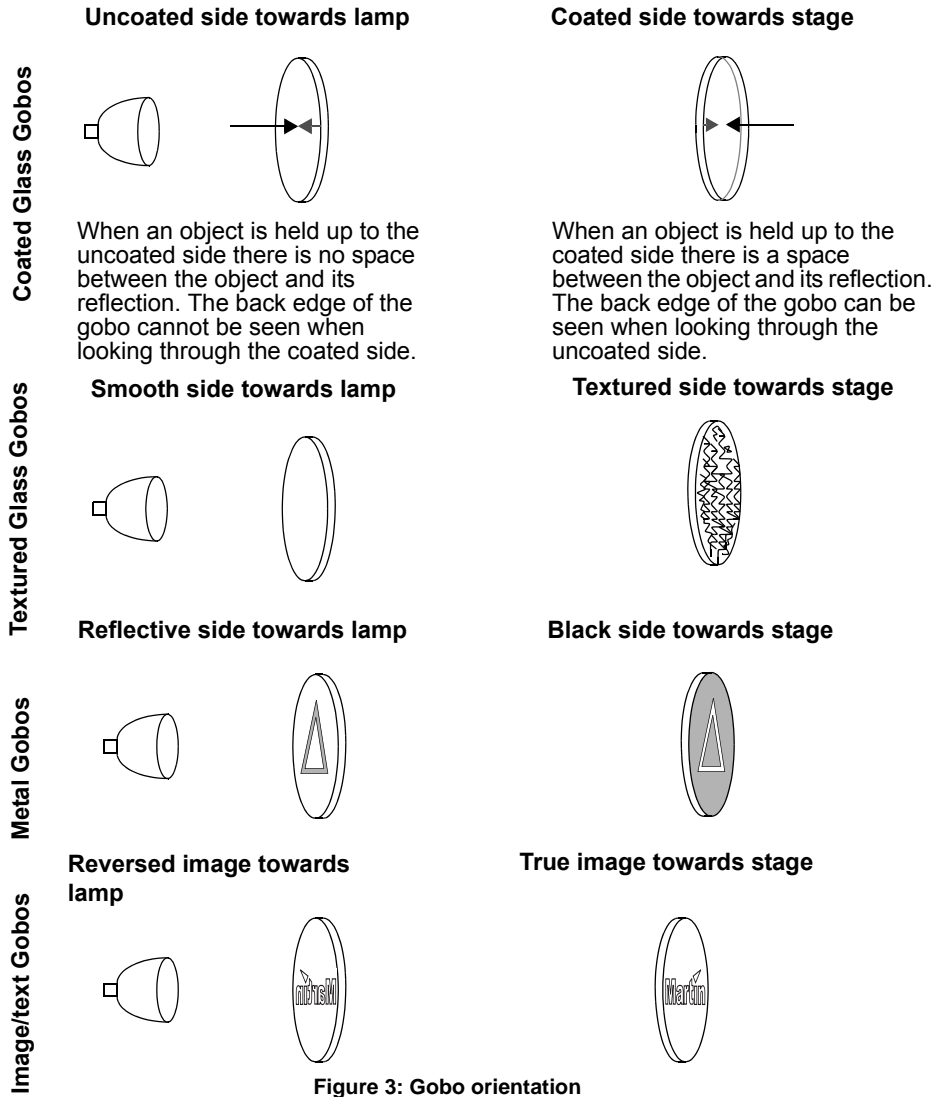 Uncoated side towards lamp
Coated side towards stage
Coated Glass Gobos
When an object is held up to the
uncoated side there is no space
between the object and its
reflection. The back edge of the
gobo cannot be seen when
looking through the coated side.
When an object is held up to the
coated side there is a space
between the object and its reflection.
The back edge of the gobo can be
seen when looking through the
uncoated side.
Smooth side towards lamp
Textured side towards stage
Textured Glass Gobos
Reflective side towards lamp
Black side towards stage
Metal Gobos
Reversed image towards
lamp
True image towards stage
Image/text Gobos
Martin
Martin
Figure 3: Gobo orientation